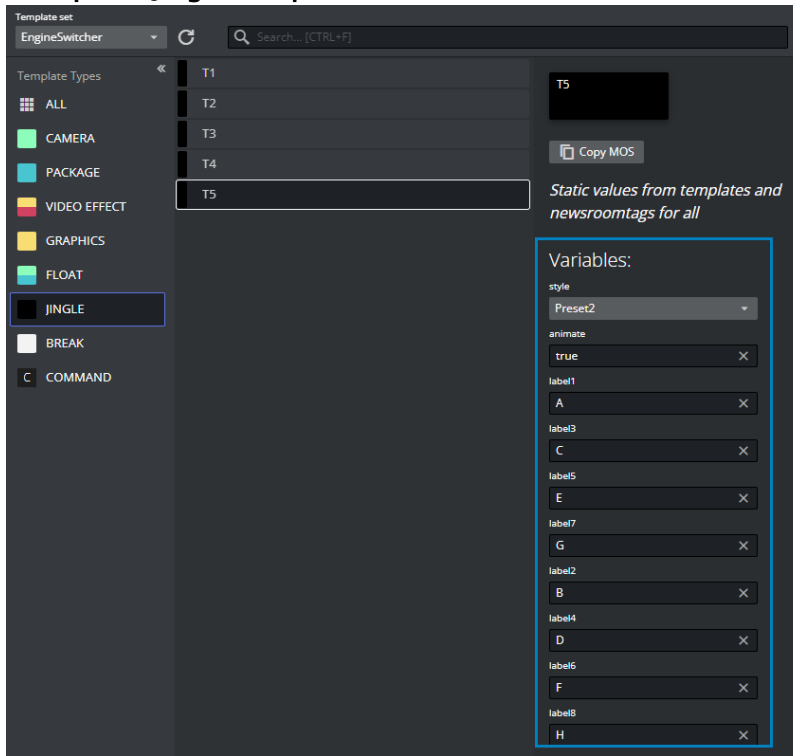 Template set
EngineSwitcher
Search... [CTRL+F]
Template Types
ALL
CAMERA
PACKAGE
VIDEO EFFECT
GRAPHICS
FLOAT
JINGLE
BREAK
C COMMAND
T1
T2
T3
T4
T5
T5
Copy MOS
Static values from templates and
newsroomtags for all
Variables:
style
Preset2
animate
true
label1
A
label3
C
label5
E
label7
G
label2
B
label4
D
label6
F
label8
H